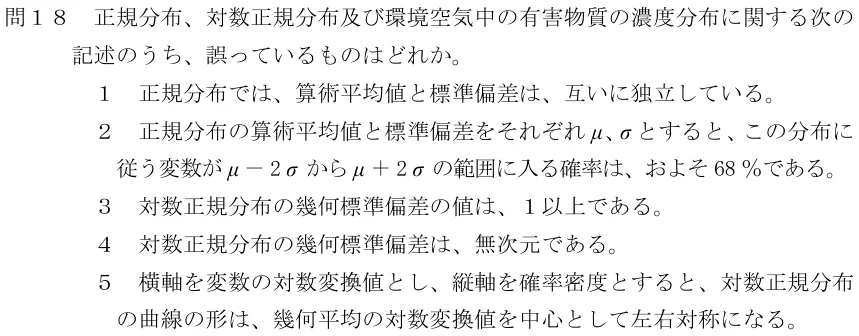 問１８　正規分布、対数正規分布及び環境空気中の有害物質の濃度分布に関する次の
記述のうち、誤っているものはどれか。
１　正規分布では、算術平均値と標準偏差は、互いに独立している。
２　正規分布の算術平均値と標準偏差をそれぞれμ、σとすると、この分布に
従う変数がμ－２σからμ＋２σの範囲に入る確率は、およそ 68 ％である。
３　対数正規分布の幾何標準偏差の値は、１以上である。
４　対数正規分布の幾何標準偏差は、無次元である。
５　横軸を変数の対数変換値とし、縦軸を確率密度とすると、対数正規分布
の曲線の形は、幾何平均の対数変換値を中心として左右対称になる。